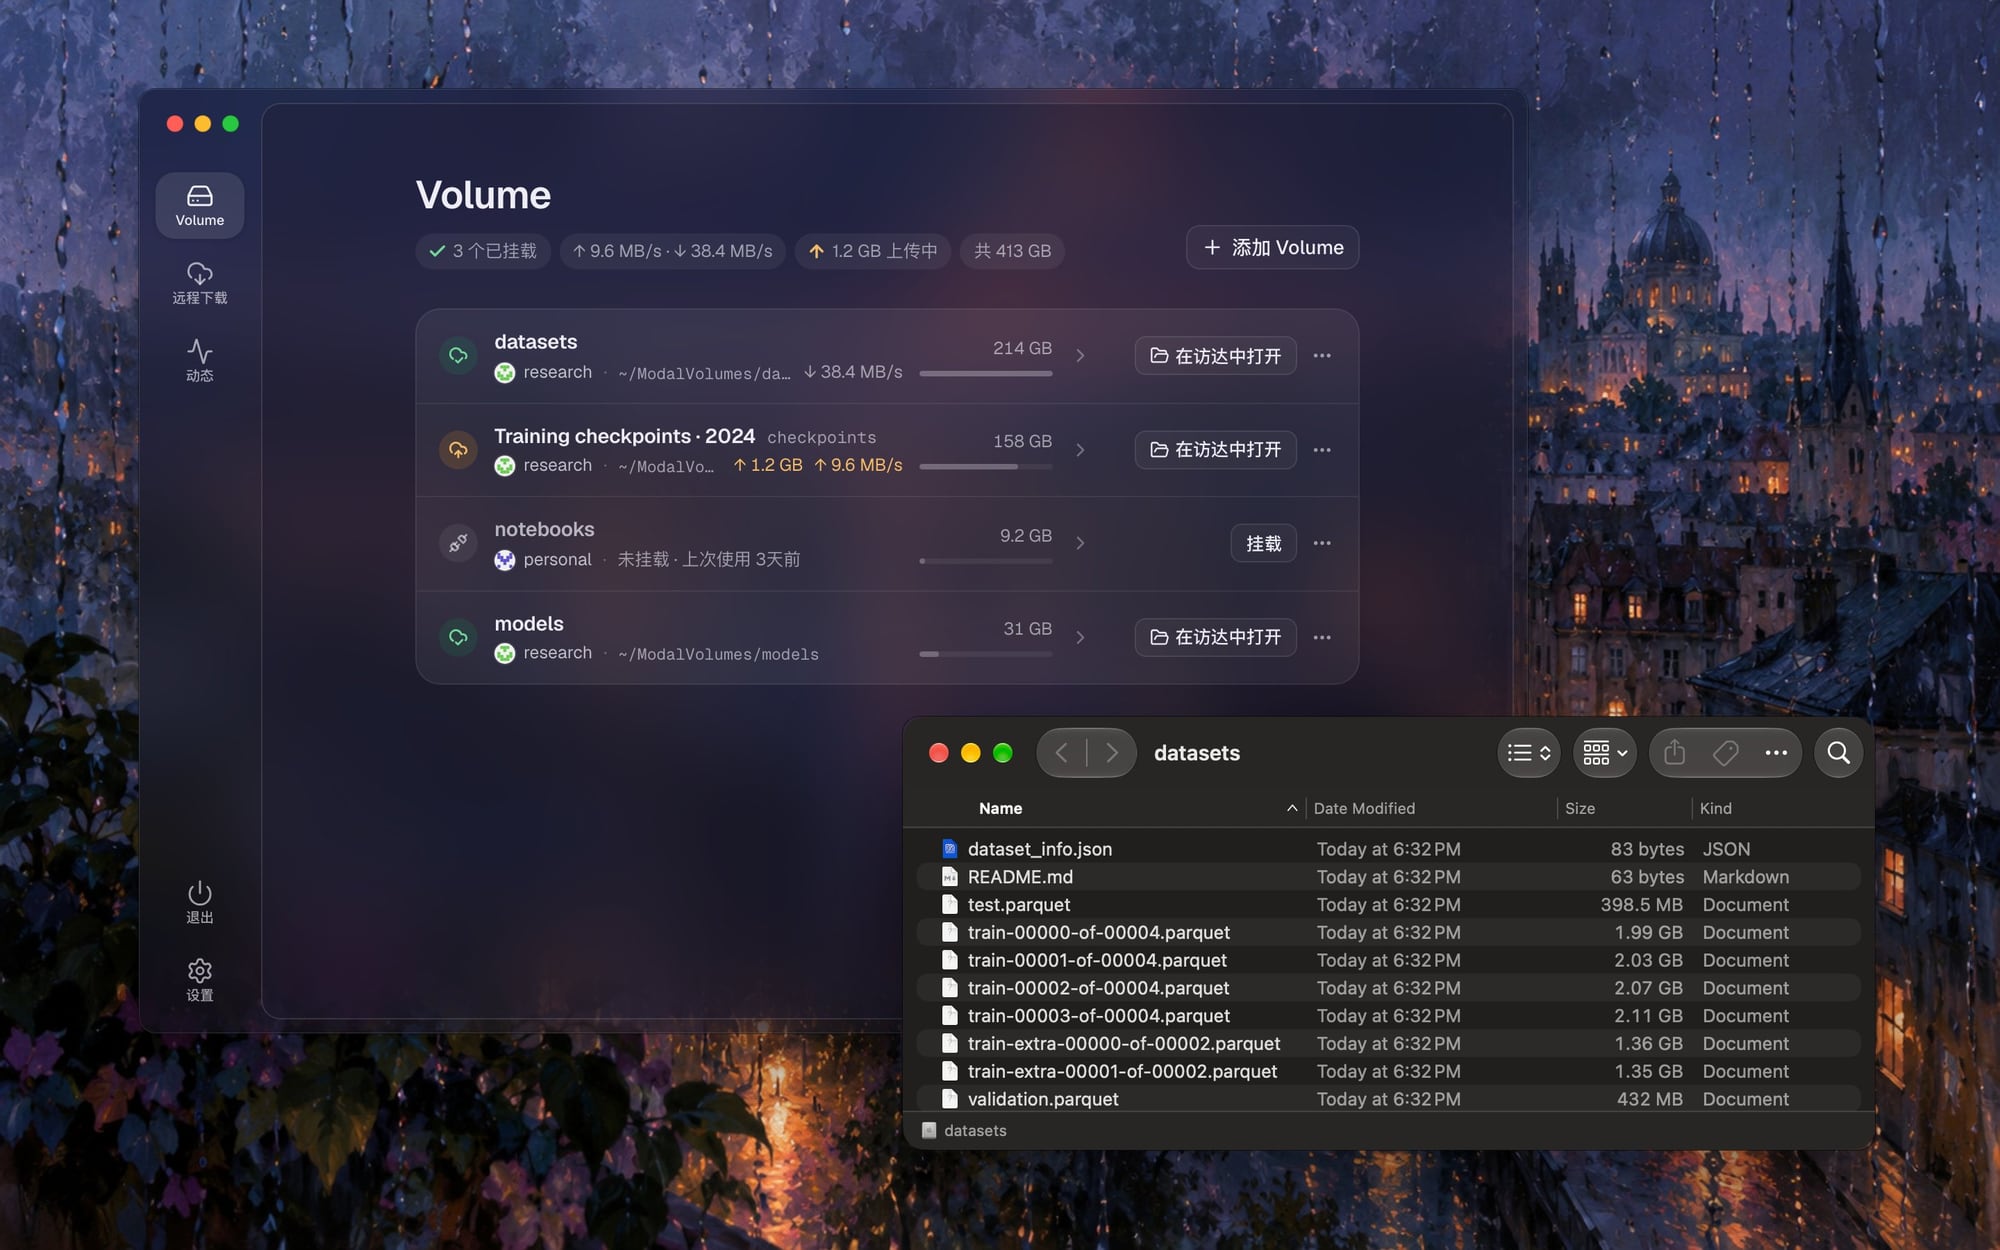 Volume
远程下载
动态
退出
设置
Volume
3 个已挂载
↑ 9.6 MB/s · ↓ 38.4 MB/s
↑ 1.2 GB 上传中
共 413 GB
+ 添加 Volume
datasets
research · ~/ModalVolumes/da… ↓ 38.4 MB/s
214 GB
在访达中打开
Training checkpoints · 2024 checkpoints
research · ~/ModalVo… ↑ 1.2 GB ↑ 9.6 MB/s
158 GB
在访达中打开
notebooks
personal · 未挂载 · 上次使用 3天前
9.2 GB
挂载
models
research · ~/ModalVolumes/models
31 GB
在访达中打开
datasets
Name Date Modified Size Kind
dataset_info.json Today at 6:32 PM 83 bytes JSON
README.md Today at 6:32 PM 63 bytes Markdown
test.parquet Today at 6:32 PM 398.5 MB Document
train-00000-of-00004.parquet Today at 6:32 PM 1.99 GB Document
train-00001-of-00004.parquet Today at 6:32 PM 2.03 GB Document
train-00002-of-00004.parquet Today at 6:32 PM 2.07 GB Document
train-00003-of-00004.parquet Today at 6:32 PM 2.11 GB Document
train-extra-00000-of-00002.parquet Today at 6:32 PM 1.36 GB Document
train-extra-00001-of-00002.parquet Today at 6:32 PM 1.35 GB Document
validation.parquet Today at 6:32 PM 432 MB Document
datasets